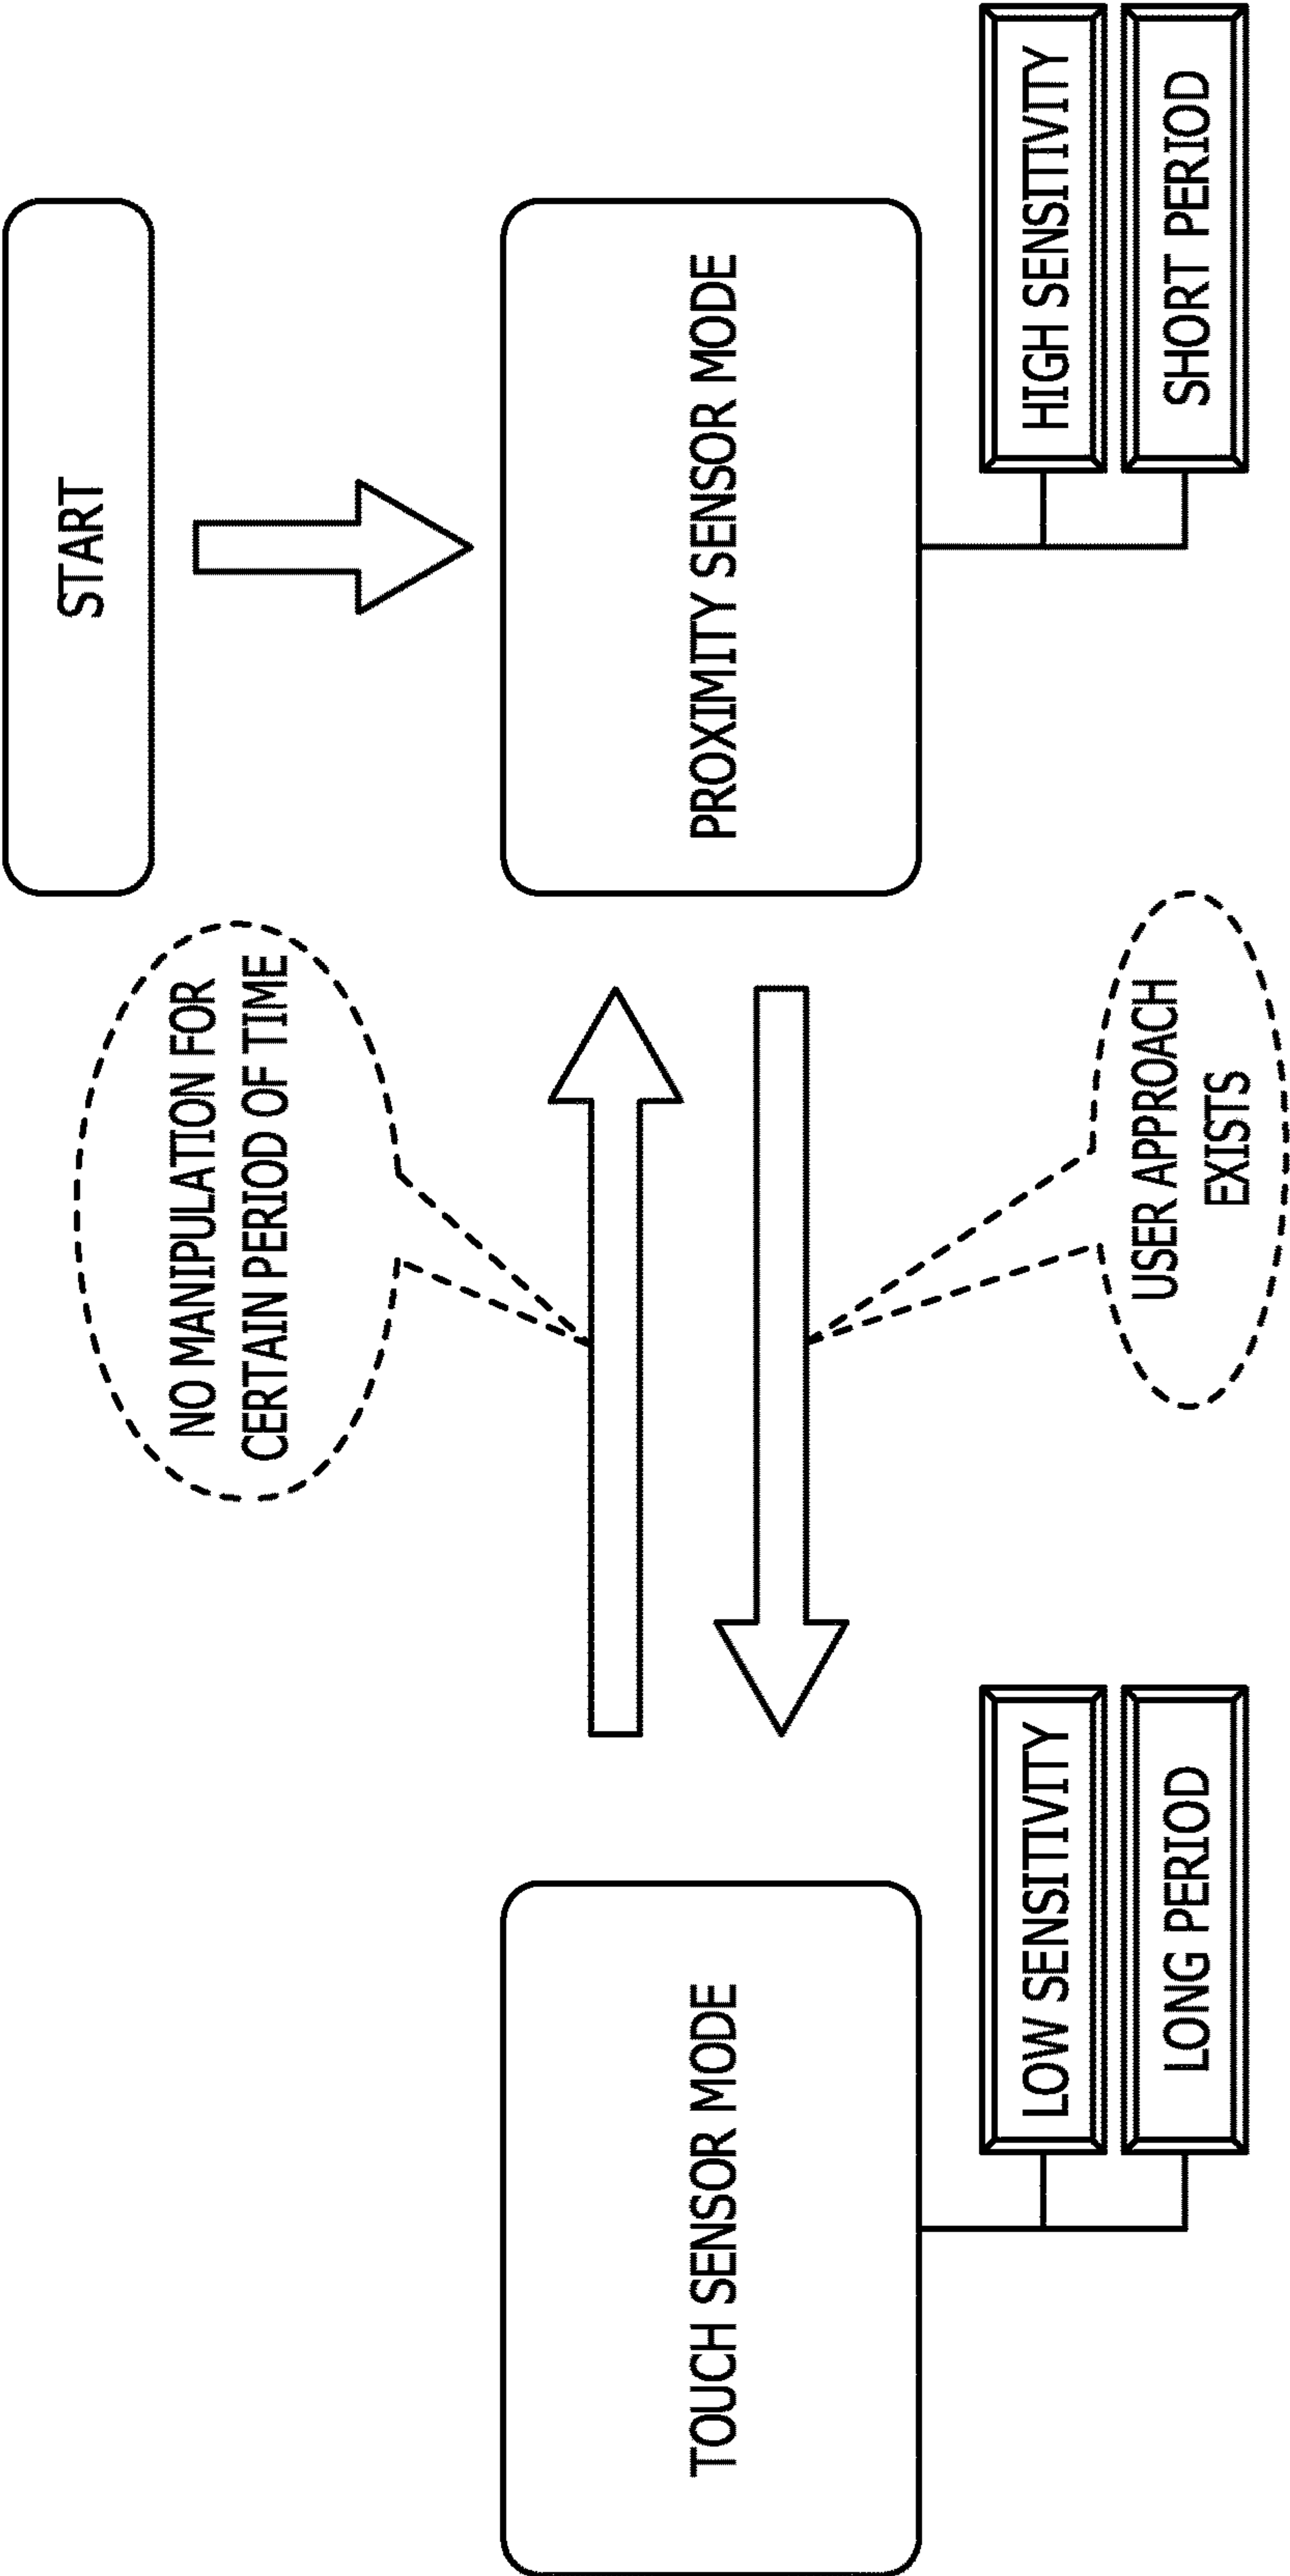 START
NO MANIPULATION FOR
CERTAIN PERIOD OF TIME
TOUCH SENSOR MODE
PROXIMITY SENSOR MODE
USER APPROACH
EXISTS
LOW SENSITIVITY
LONG PERIOD
HIGH SENSITIVITY
SHORT PERIOD